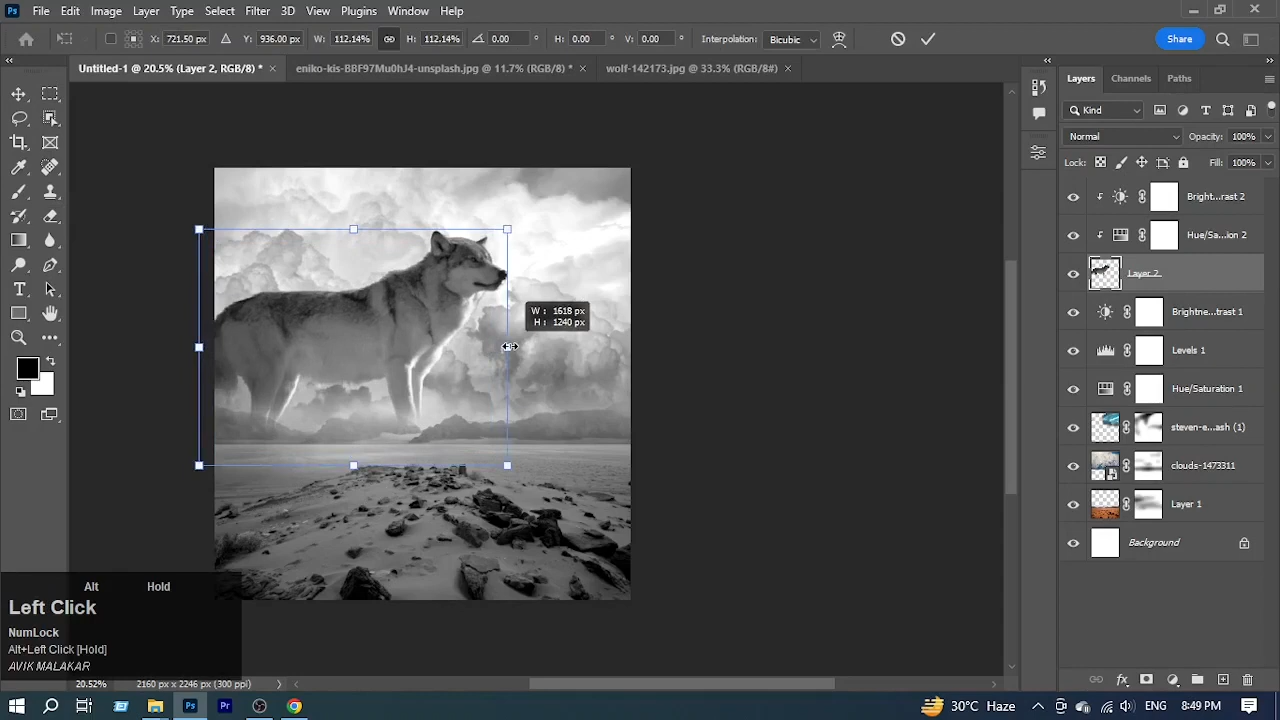 Ps File Edit Image Layer Type Select Filter 3D View Plugins Window Help
X: 721.50 px Y: 936.00 px W: 112.14% H: 112.14% 0.00 ° H: 0.00 ° V: 0.00 ° Interpolation: Bicubic Share
Untitled-1 @ 20.5% (Layer 2, RGB/8) * × eniko-kis-BBF97Mu0hJ4-unsplash.jpg @ 11.7% (RGB/8) * × wolf-142173.jpg @ 33.3% (RGB/8#) ×
Layers Channels Paths
Kind
Normal Opacity: 100%
Lock: Fill: 100%
Bright...rast 2
Hue/Sa...ion 2
Layer 2
Brightne...trast 1
Levels 1
Hue/Saturation 1
steven-e...ash (1)
clouds-1473311
Layer 1
Background
W : 1618 px
H : 1240 px
Alt Hold
Left Click
NumLock
Alt+Left Click [Hold]
AVIK MALAKAR
20.52% 2160 px x 2246 px (300 ppi)
Ps Pr 30°C Haze ENG 8:49 PM